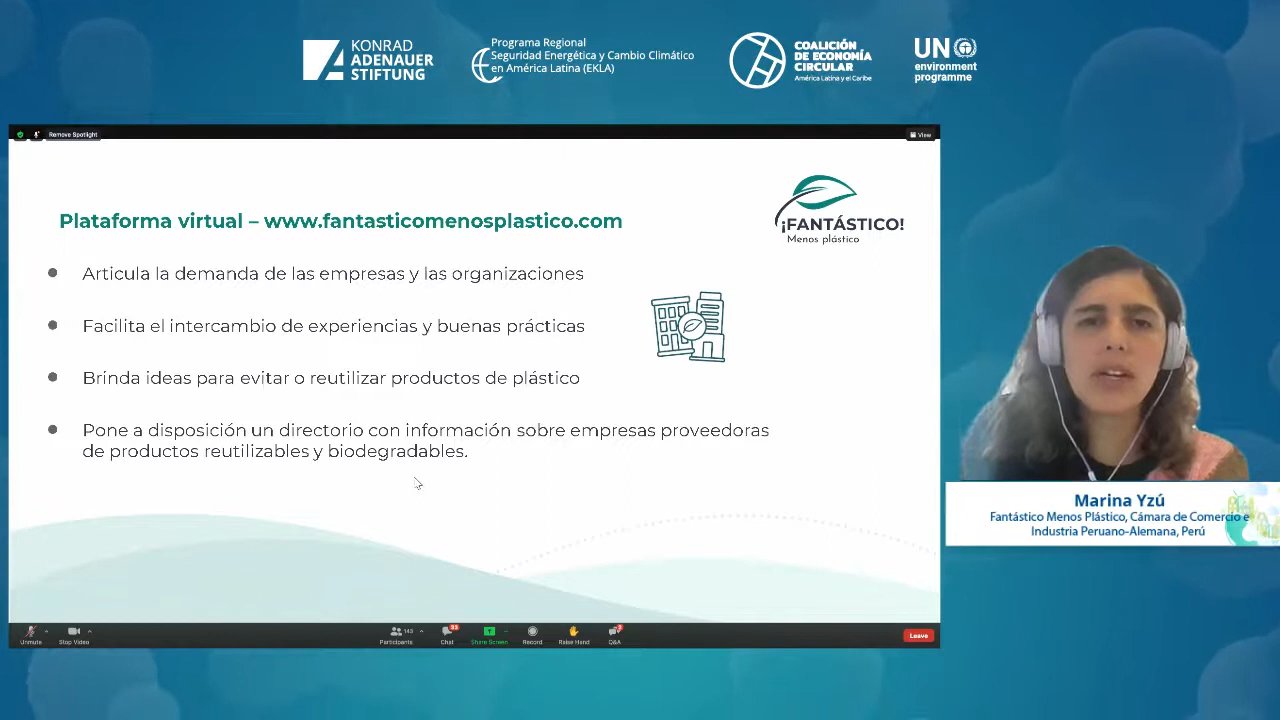 KONRAD
ADENAUER
STIFTUNG
Programa Regional
Seguridad Energética y Cambio Climático
en América Latina (EKLA)
COALICIÓN
DE ECONOMÍA
CIRCULAR
América Latina y el Caribe
UN
environment
programme
Remove Spotlight
View
Plataforma virtual – www.fantasticomenosplastico.com
¡FANTÁSTICO!
Menos plástico
Articula la demanda de las empresas y las organizaciones
Facilita el intercambio de experiencias y buenas prácticas
Brinda ideas para evitar o reutilizar productos de plástico
Pone a disposición un directorio con información sobre empresas proveedoras
de productos reutilizables y biodegradables.
Marina Yzú
Fantástico Menos Plástico, Cámara de Comercio e
Industria Peruano-Alemana, Perú
Unmute
Stop Video
Participants
143
Chat
Share Screen
Record
Raise Hand
Q&A
Leave